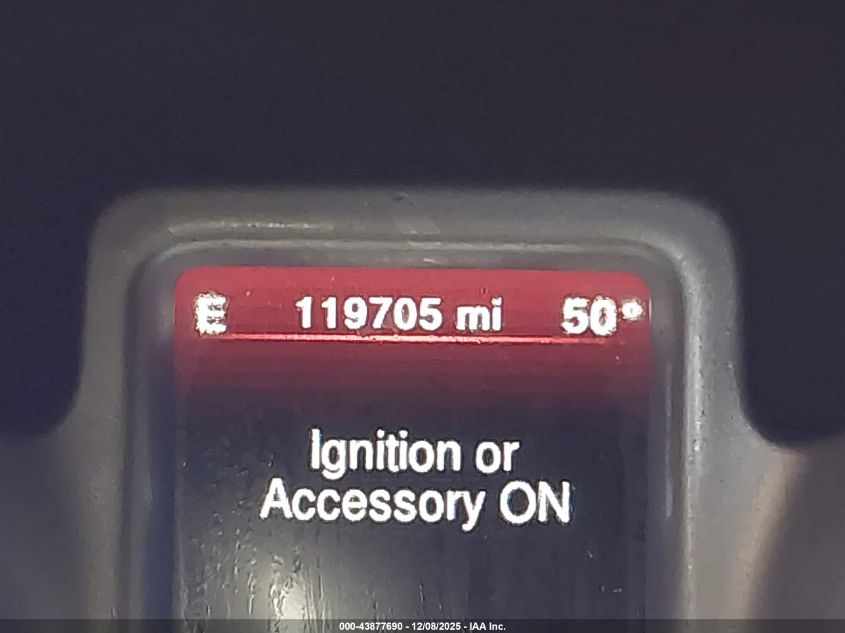 E 119705 mi 50°
Ignition or
Accessory ON
000-43877690 - 12/08/2025 - IAA Inc.